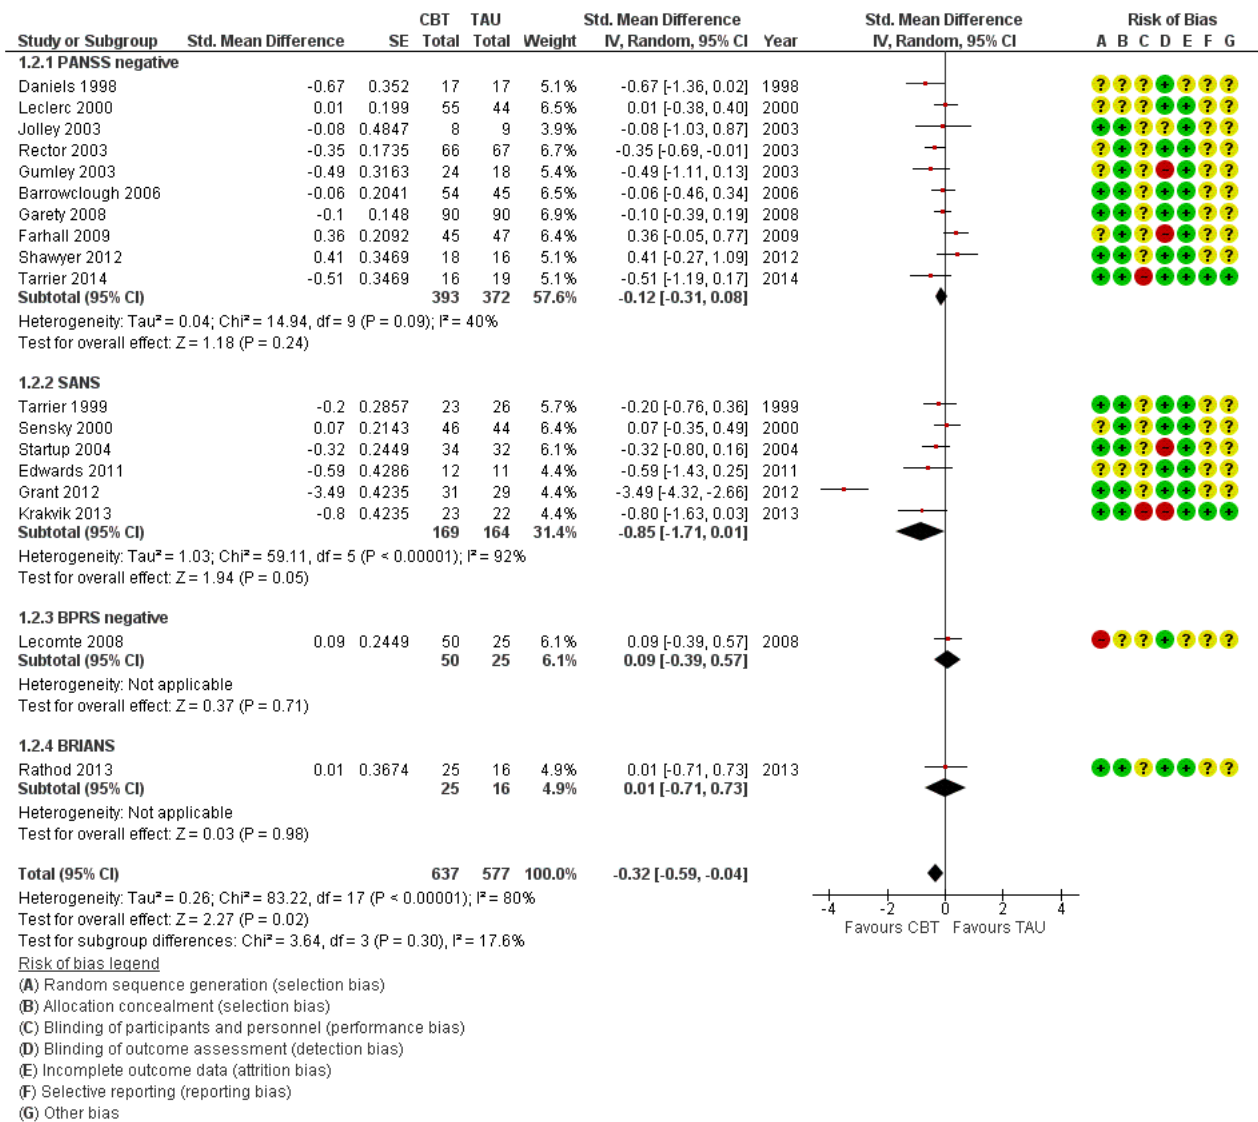 CBT TAU Std. Mean Difference Std. Mean Difference Risk of Bias
Study or Subgroup Std. Mean Difference SE Total Total Weight IV, Random, 95% CI Year IV, Random, 95% CI A B C D E F G
1.2.1 PANSS negative
Daniels 1998 -0.67 0.352 17 17 5.1% -0.67 [-1.36, 0.02] 1998 ? ? ? + ? ? ?
Leclerc 2000 0.01 0.199 55 44 6.5% 0.01 [-0.38, 0.40] 2000 ? ? ? + + ? ?
Jolley 2003 -0.08 0.4847 8 9 3.9% -0.08 [-1.03, 0.87] 2003 + + ? ? + ? ?
Rector 2003 -0.35 0.1735 66 67 6.7% -0.35 [-0.69, -0.01] 2003 ? + ? + + ? ?
Gumley 2003 -0.49 0.3163 24 18 5.4% -0.49 [-1.11, 0.13] 2003 ? + ? - + ? ?
Barrowclough 2006 -0.06 0.2041 54 45 6.5% -0.06 [-0.46, 0.34] 2006 + + ? + + ? ?
Garety 2008 -0.1 0.148 90 90 6.9% -0.10 [-0.39, 0.19] 2008 + + ? + + ? ?
Farhall 2009 0.36 0.2092 45 47 6.4% 0.36 [-0.05, 0.77] 2009 ? + ? - + ? ?
Shawyer 2012 0.41 0.3469 18 16 5.1% 0.41 [-0.27, 1.09] 2012 + + ? + + ? ?
Tarrier 2014 -0.51 0.3469 16 19 5.1% -0.51 [-1.19, 0.17] 2014 + + - + + + +
Subtotal (95% CI) 393 372 57.6% -0.12 [-0.31, 0.08]
Heterogeneity: Tau² = 0.04; Chi² = 14.94, df = 9 (P = 0.09); I² = 40%
Test for overall effect: Z = 1.18 (P = 0.24)
1.2.2 SANS
Tarrier 1999 -0.2 0.2857 23 26 5.7% -0.20 [-0.76, 0.36] 1999 + + ? + + ? ?
Sensky 2000 0.07 0.2143 46 44 6.4% 0.07 [-0.35, 0.49] 2000 ? + ? + + ? ?
Startup 2004 -0.32 0.2449 34 32 6.1% -0.32 [-0.80, 0.16] 2004 + + ? - + ? ?
Edwards 2011 -0.59 0.4286 12 11 4.4% -0.59 [-1.43, 0.25] 2011 ? ? ? + + ? ?
Grant 2012 -3.49 0.4235 31 29 4.4% -3.49 [-4.32, -2.66] 2012 + + ? + + ? ?
Krakvik 2013 -0.8 0.4235 23 22 4.4% -0.80 [-1.63, 0.03] 2013 + + - - + + +
Subtotal (95% CI) 169 164 31.4% -0.85 [-1.71, 0.01]
Heterogeneity: Tau² = 1.03; Chi² = 59.11, df = 5 (P < 0.00001); I² = 92%
Test for overall effect: Z = 1.94 (P = 0.05)
1.2.3 BPRS negative
Lecomte 2008 0.09 0.2449 50 25 6.1% 0.09 [-0.39, 0.57] 2008 - ? ? + ? ? ?
Subtotal (95% CI) 50 25 6.1% 0.09 [-0.39, 0.57]
Heterogeneity: Not applicable
Test for overall effect: Z = 0.37 (P = 0.71)
1.2.4 BRIANS
Rathod 2013 0.01 0.3674 25 16 4.9% 0.01 [-0.71, 0.73] 2013 + + ? + + ? ?
Subtotal (95% CI) 25 16 4.9% 0.01 [-0.71, 0.73]
Heterogeneity: Not applicable
Test for overall effect: Z = 0.03 (P = 0.98)
Total (95% CI) 637 577 100.0% -0.32 [-0.59, -0.04]
Heterogeneity: Tau² = 0.26; Chi² = 83.22, df = 17 (P < 0.00001); I² = 80%
Test for overall effect: Z = 2.27 (P = 0.02)
Test for subgroup differences: Chi² = 3.64, df = 3 (P = 0.30), I² = 17.6%
-4 -2 0 2 4
Favours CBT Favours TAU
Risk of bias legend
(A) Random sequence generation (selection bias)
(B) Allocation concealment (selection bias)
(C) Blinding of participants and personnel (performance bias)
(D) Blinding of outcome assessment (detection bias)
(E) Incomplete outcome data (attrition bias)
(F) Selective reporting (reporting bias)
(G) Other bias